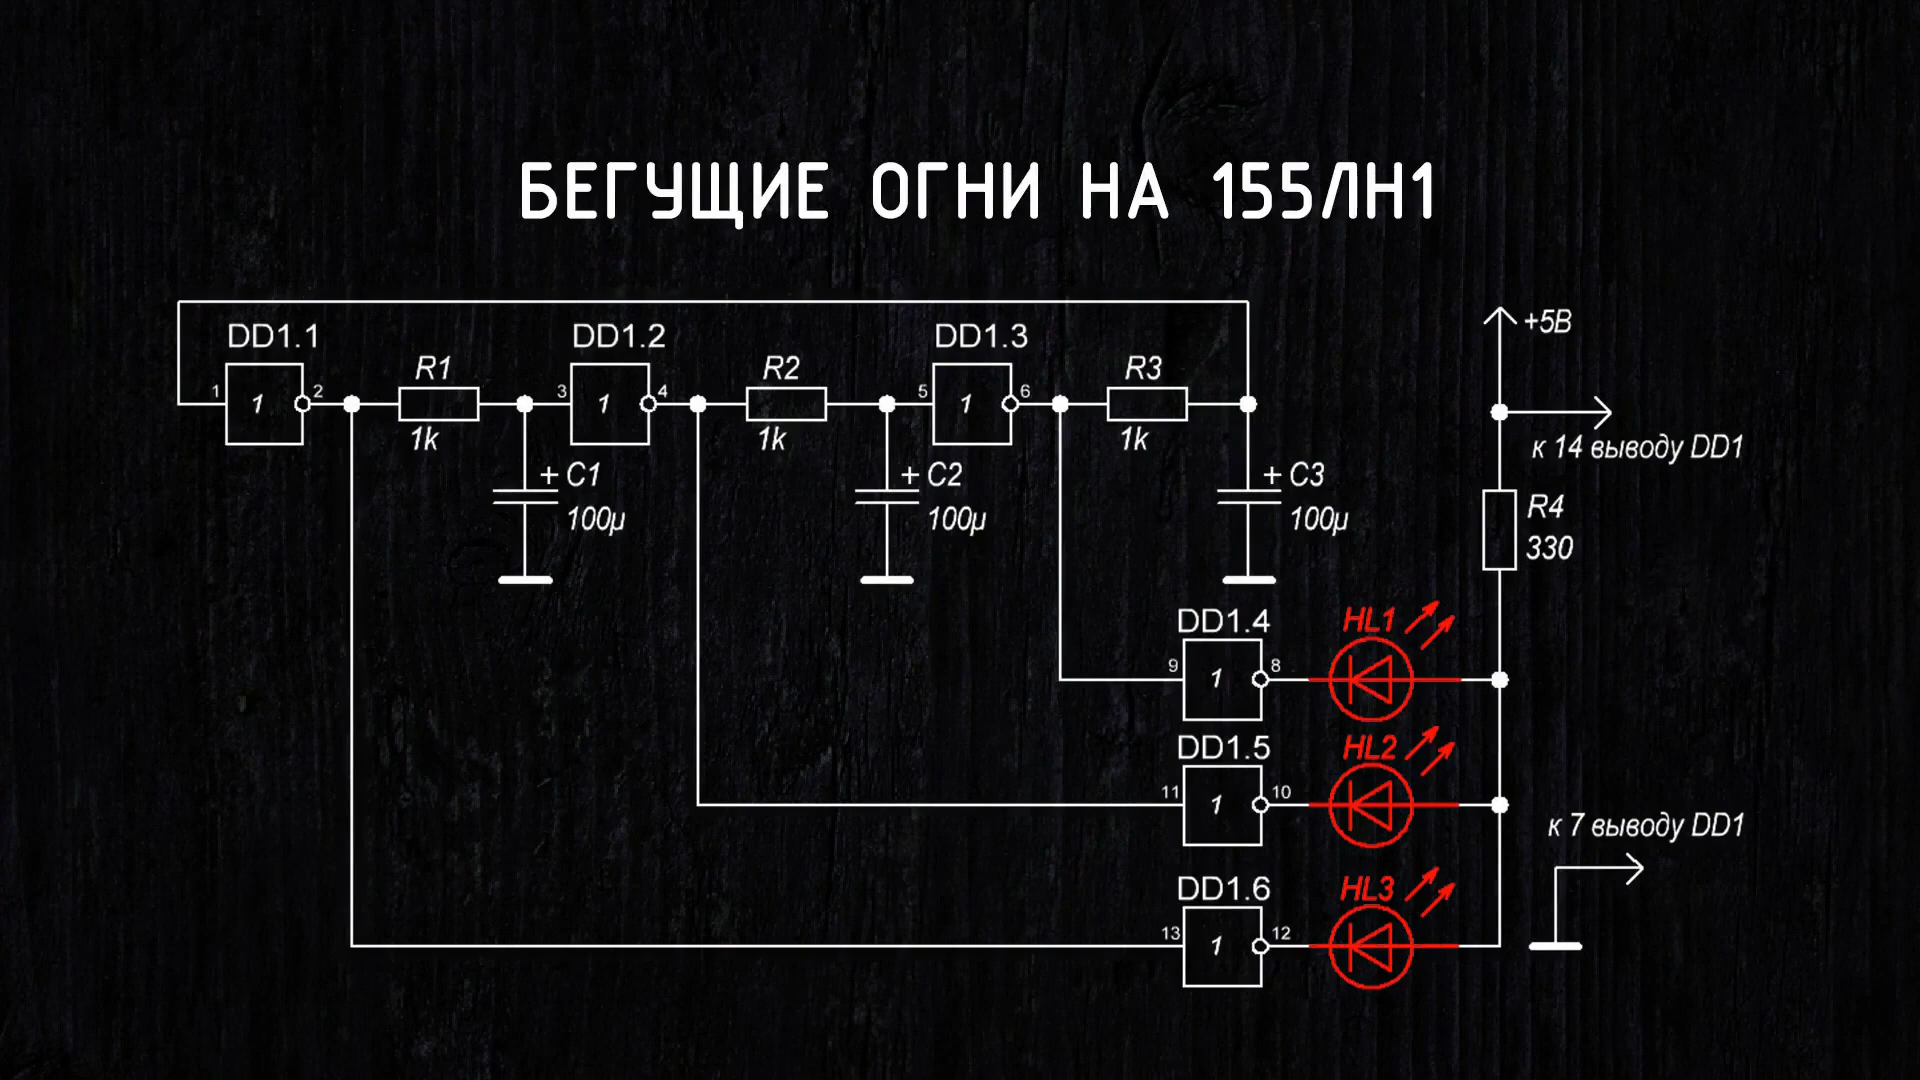 БЕГУЩИЕ ОГНИ НА 155ЛН1
DD1.1
DD1.2
DD1.3
+5В
R1
R2
R3
1 1 2
3 1 4
5 1 6
1k
1k
1k
к 14 выводу DD1
+ C1
100µ
+ C2
100µ
+ C3
100µ
R4
330
DD1.4
HL1
9 1 8
DD1.5
HL2
11 1 10
к 7 выводу DD1
DD1.6
HL3
13 1 12